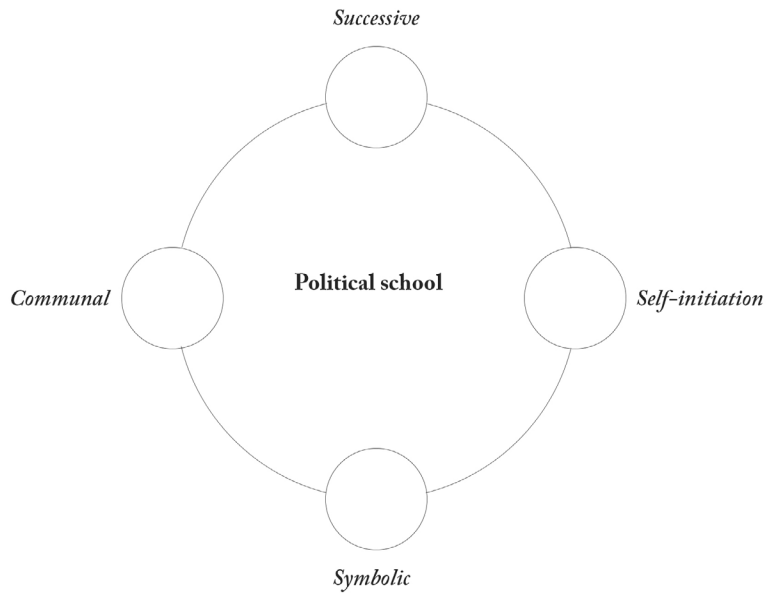 Successive
Political school
Communal
Self-initiation
Symbolic